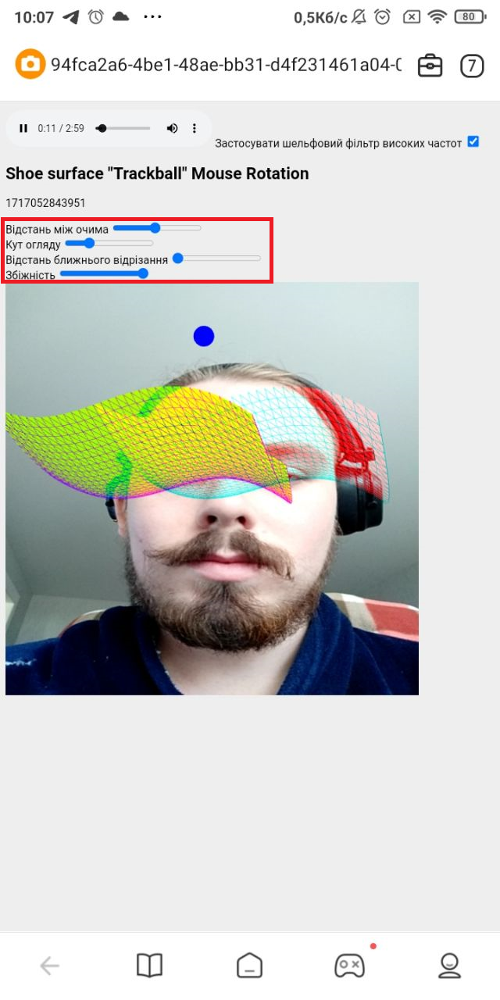 10:07 ... 0,5Кб/с 80
94fca2a6-4be1-48ae-bb31-d4f231461a04-0 7
0:11 / 2:59
Застосувати шельфовий фільтр високих частот
Shoe surface "Trackball" Mouse Rotation
1717052843951
Відстань між очима
Кут огляду
Відстань ближнього відрізання
Збіжність